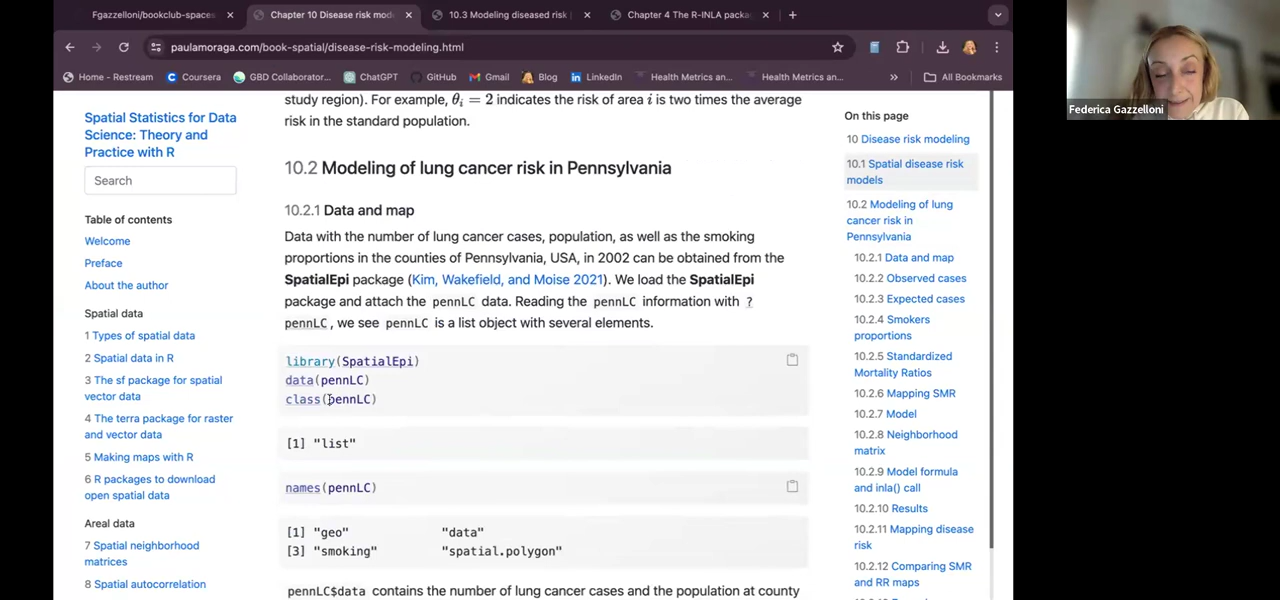 Fgazzelloni/bookclub-spaces
Chapter 10 Disease risk mod
10.3 Modeling diseased risk
Chapter 4 The R-INLA packa
paulamoraga.com/book-spatial/disease-risk-modeling.html
Home - Restream
Coursera
GBD Collaborator...
ChatGPT
GitHub
Gmail
Blog
LinkedIn
Health Metrics an...
Health Metrics an...
»
All Bookmarks
Federica Gazzelloni
Spatial Statistics for Data
Science: Theory and
Practice with R
Search
Table of contents
Welcome
Preface
About the author
Spatial data
1 Types of spatial data
2 Spatial data in R
3 The sf package for spatial
vector data
4 The terra package for raster
and vector data
5 Making maps with R
6 R packages to download
open spatial data
Areal data
7 Spatial neighborhood
matrices
8 Spatial autocorrelation
study region). For example, θi = 2 indicates the risk of area i is two times the average
risk in the standard population.
10.2 Modeling of lung cancer risk in Pennsylvania
10.2.1 Data and map
Data with the number of lung cancer cases, population, as well as the smoking
proportions in the counties of Pennsylvania, USA, in 2002 can be obtained from the
SpatialEpi package (Kim, Wakefield, and Moise 2021). We load the SpatialEpi
package and attach the pennLC data. Reading the pennLC information with ?
pennLC, we see pennLC is a list object with several elements.
library(SpatialEpi)
data(pennLC)
class(pennLC)
[1] "list"
names(pennLC)
[1] "geo" "data"
[3] "smoking" "spatial.polygon"
pennLC$data contains the number of lung cancer cases and the population at county
On this page
10 Disease risk modeling
10.1 Spatial disease risk
models
10.2 Modeling of lung
cancer risk in
Pennsylvania
10.2.1 Data and map
10.2.2 Observed cases
10.2.3 Expected cases
10.2.4 Smokers
proportions
10.2.5 Standardized
Mortality Ratios
10.2.6 Mapping SMR
10.2.7 Model
10.2.8 Neighborhood
matrix
10.2.9 Model formula
and inla() call
10.2.10 Results
10.2.11 Mapping disease
risk
10.2.12 Comparing SMR
and RR maps